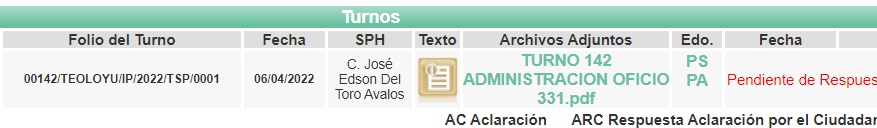 Turnos
Folio del Turno Fecha SPH Texto Archivos Adjuntos Edo. Fecha
00142/TEOLOYU/IP/2022/TSP/0001 06/04/2022 C. José Edson Del Toro Avalos TURNO 142 ADMINISTRACION OFICIO 331.pdf PS PA Pendiente de Respues
AC Aclaración ARC Respuesta Aclaración por el Ciudadan